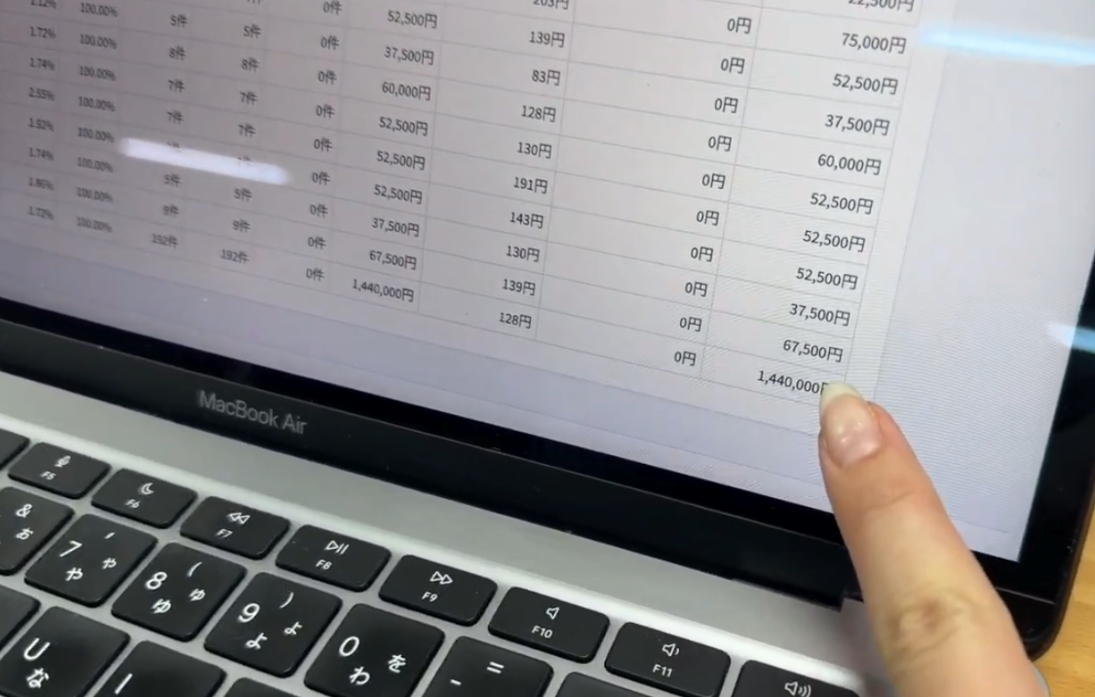 22,500円
203円 0円 75,000円
0件 52,500円 139円 0円 52,500円
1.12% 100.00% 5件 5件 0件 37,500円 83円 0円 37,500円
1.72% 100.00% 8件 8件 0件 60,000円 128円 0円 60,000円
1.74% 100.00% 7件 7件 0件 52,500円 130円 0円 52,500円
2.55% 100.00% 7件 7件 0件 52,500円 191円 0円 52,500円
1.92% 100.00% 0件 52,500円 143円 0円 52,500円
1.74% 100.00% 5件 5件 0件 37,500円 130円 0円 37,500円
1.86% 100.00% 9件 9件 0件 67,500円 139円 0円 67,500円
1.72% 100.00% 192件 192件 0件 1,440,000円 128円 0円 1,440,000円
MacBook Air
F5 F6 F7 F8 F9 F10 F11
& ぁ 7 ' や ゃ 8 ( ゆ ゅ 9 ) よ ょ 0 を わ = -
U な I